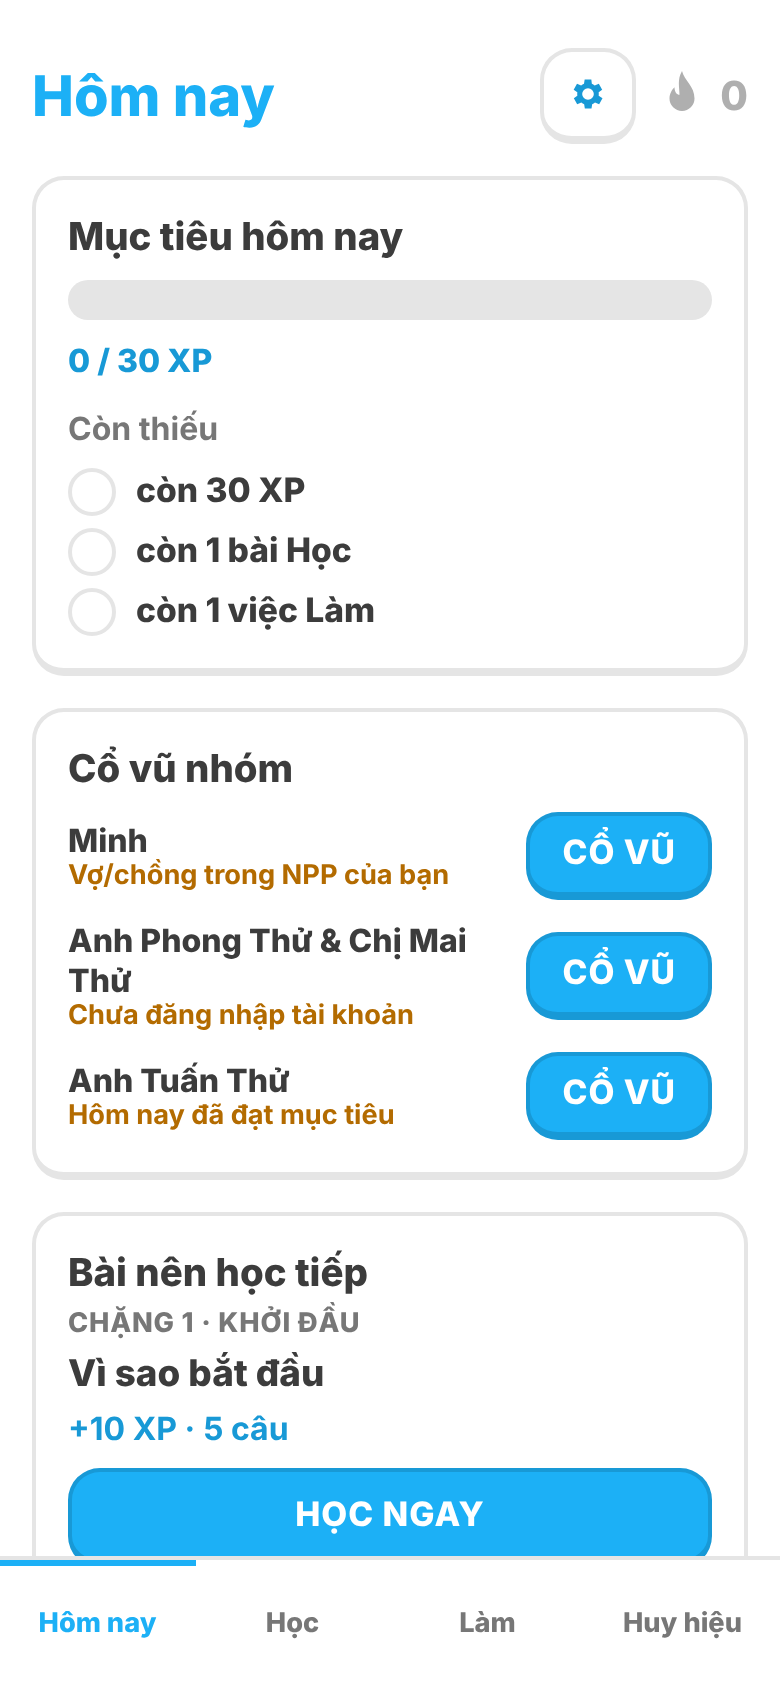 Hôm nay
0
Mục tiêu hôm nay
0 / 30 XP
Còn thiếu
còn 30 XP
còn 1 bài Học
còn 1 việc Làm
Cổ vũ nhóm
Minh
Vợ/chồng trong NPP của bạn
CỔ VŨ
Anh Phong Thử & Chị Mai
Thử
Chưa đăng nhập tài khoản
CỔ VŨ
Anh Tuấn Thử
Hôm nay đã đạt mục tiêu
CỔ VŨ
Bài nên học tiếp
CHẶNG 1 · KHỞI ĐẦU
Vì sao bắt đầu
+10 XP · 5 câu
HỌC NGAY
Hôm nay
Học
Làm
Huy hiệu